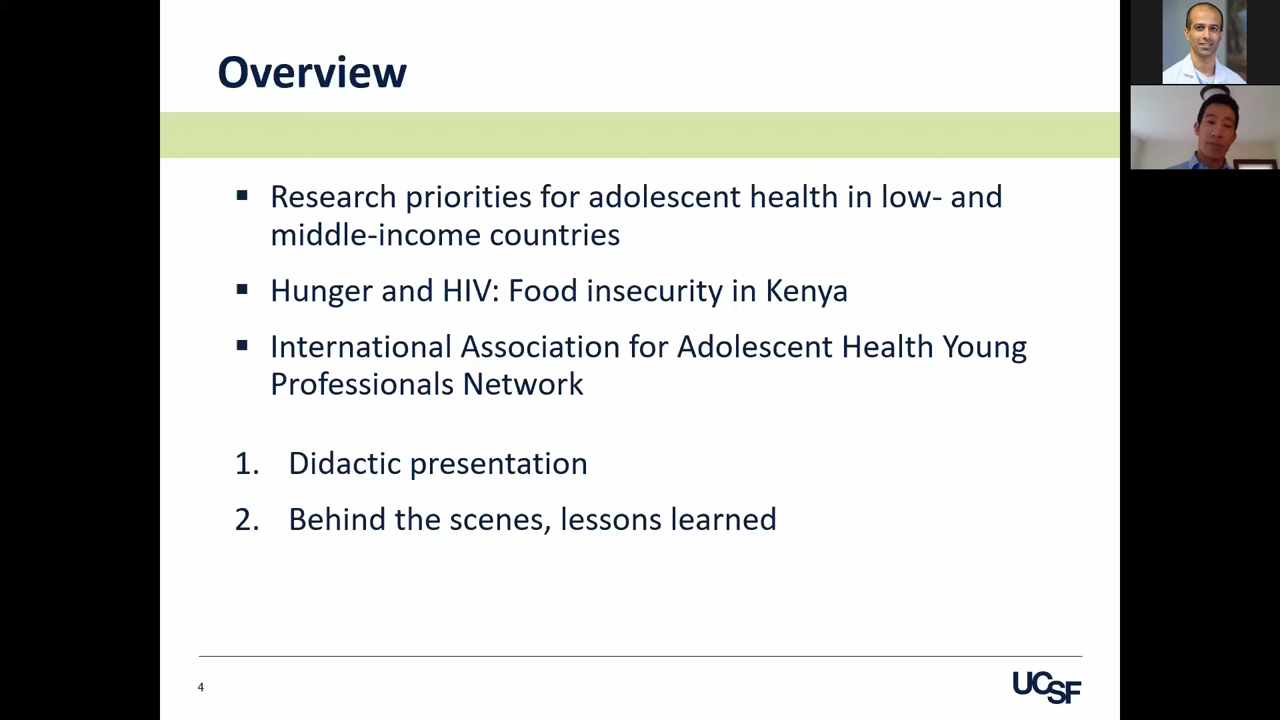 Overview
▪ Research priorities for adolescent health in low- and
middle-income countries
▪ Hunger and HIV: Food insecurity in Kenya
▪ International Association for Adolescent Health Young
Professionals Network
1. Didactic presentation
2. Behind the scenes, lessons learned
4
UCSF